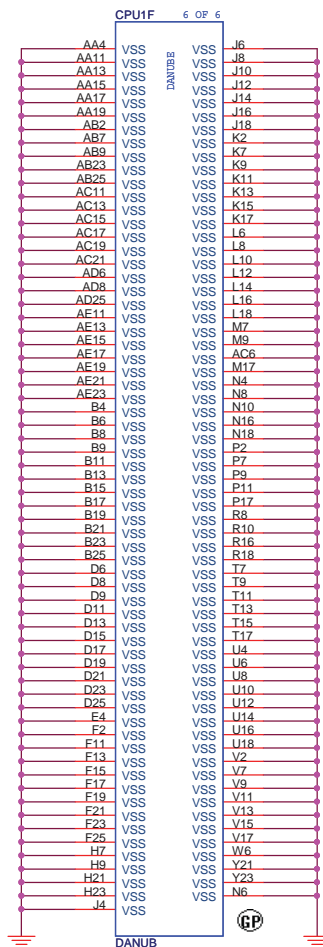 CPU1F 6 OF 6
DANUBE
AA4 VSS VSS J6
AA11 VSS VSS J8
AA13 VSS VSS J10
AA15 VSS VSS J12
AA17 VSS VSS J14
AA19 VSS VSS J16
AB2 VSS VSS J18
AB7 VSS VSS K2
AB9 VSS VSS K7
AB23 VSS VSS K9
AB25 VSS VSS K11
AC11 VSS VSS K13
AC13 VSS VSS K15
AC15 VSS VSS K17
AC17 VSS VSS L6
AC19 VSS VSS L8
AC21 VSS VSS L10
AD6 VSS VSS L12
AD8 VSS VSS L14
AD25 VSS VSS L16
AE11 VSS VSS L18
AE13 VSS VSS M7
AE15 VSS VSS M9
AE17 VSS VSS AC6
AE19 VSS VSS M17
AE21 VSS VSS N4
AE23 VSS VSS N8
B4 VSS VSS N10
B6 VSS VSS N16
B8 VSS VSS N18
B9 VSS VSS P2
B11 VSS VSS P7
B13 VSS VSS P9
B15 VSS VSS P11
B17 VSS VSS P17
B19 VSS VSS R8
B21 VSS VSS R10
B23 VSS VSS R16
B25 VSS VSS R18
D6 VSS VSS T7
D8 VSS VSS T9
D9 VSS VSS T11
D11 VSS VSS T13
D13 VSS VSS T15
D15 VSS VSS T17
D17 VSS VSS U4
D19 VSS VSS U6
D21 VSS VSS U8
D23 VSS VSS U10
D25 VSS VSS U12
E4 VSS VSS U14
F2 VSS VSS U16
F11 VSS VSS U18
F13 VSS VSS V2
F15 VSS VSS V7
F17 VSS VSS V9
F19 VSS VSS V11
F21 VSS VSS V13
F23 VSS VSS V15
F25 VSS VSS V17
H7 VSS VSS W6
H9 VSS VSS Y21
H21 VSS VSS Y23
H23 VSS VSS N6
J4 VSS
GP
DANUB